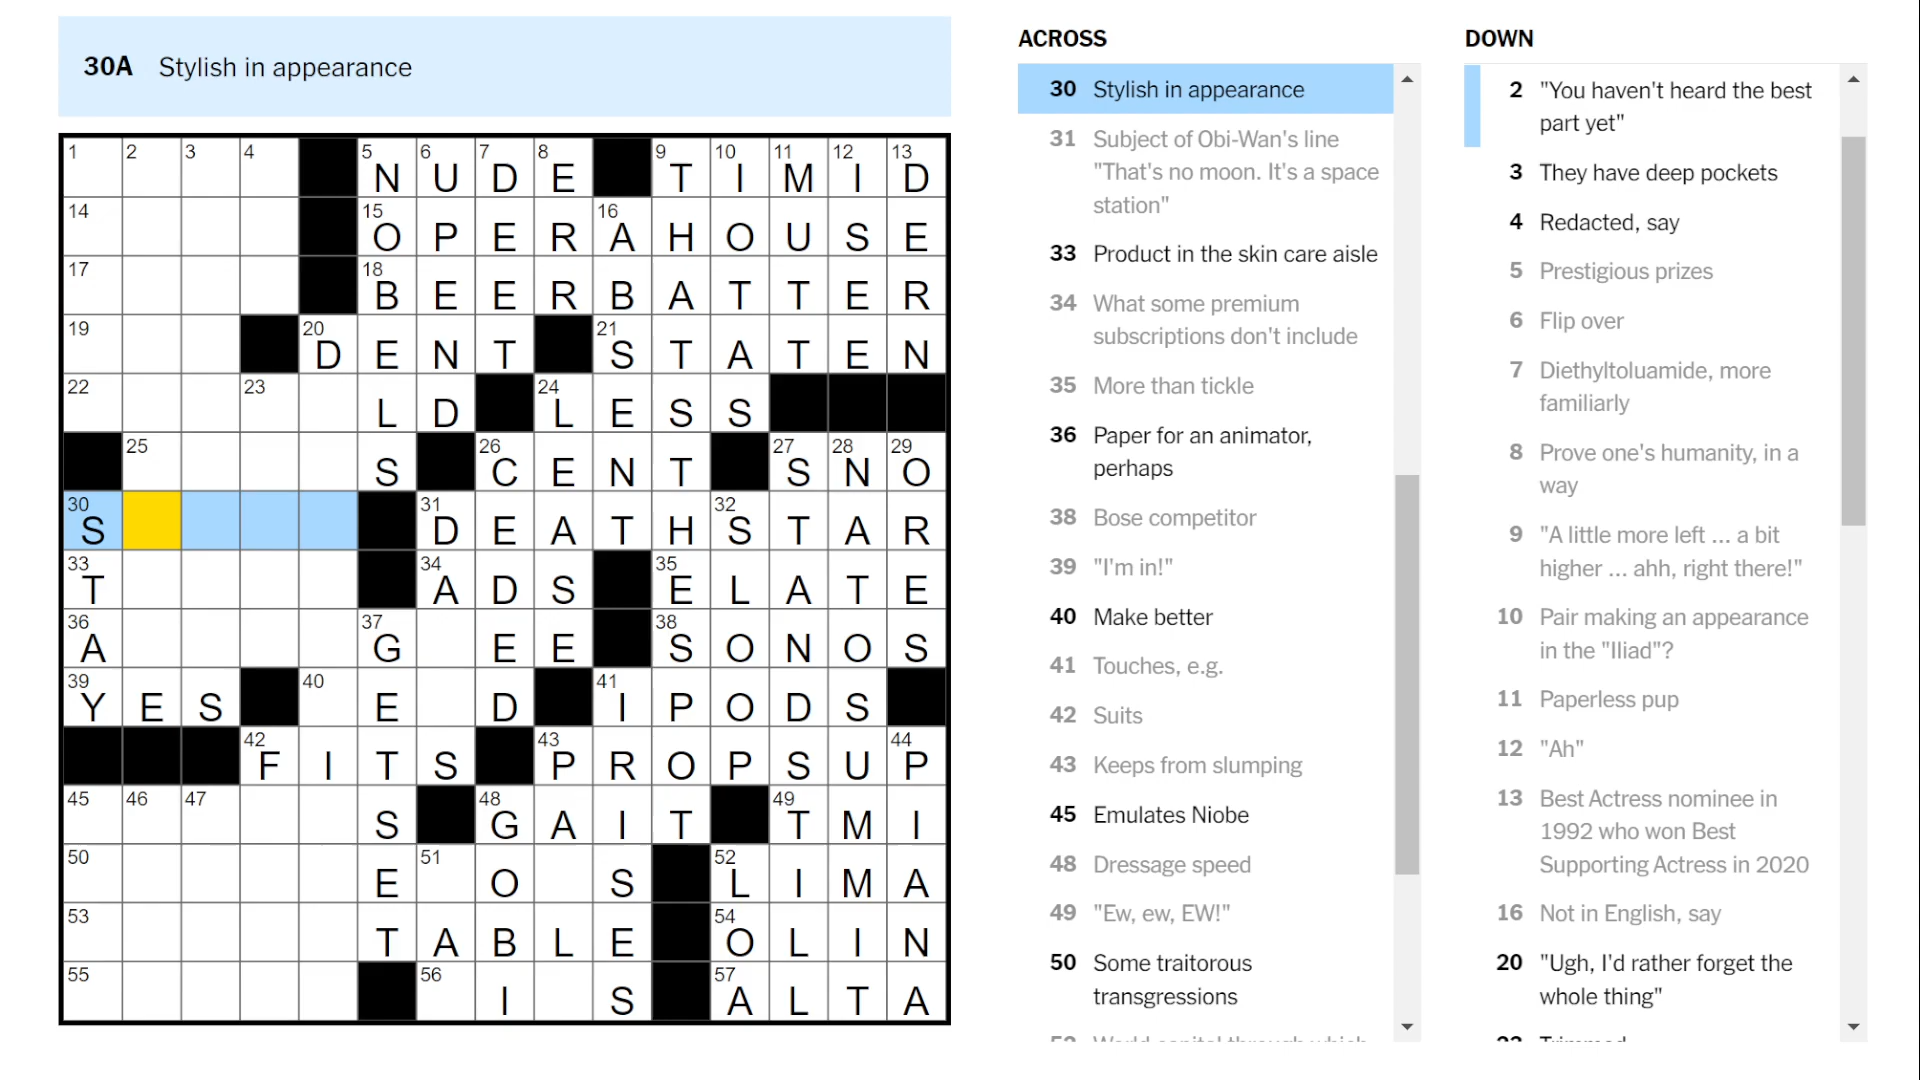 30A Stylish in appearance
1 2 3 4 5 6 7 8 9 10 11 12 13
N U D E T I M I D
14 15 16
O P E R A H O U S E
17 18
B E E R B A T T E R
19 20 21
D E N T S T A T E N
22 23 24
L D L E S S
25 26 27 28 29
S C E N T S N O
30 31 32
S D E A T H S T A R
33 34 35
T A D S E L A T E
36 37 38
A G E E S O N O S
39 40 41
Y E S E D I P O D S
42 43 44
F I T S P R O P S U P
45 46 47 48 49
S G A I T T M I
50 51 52
E O S L I M A
53 54
T A B L E O L I N
55 56 57
I S A L T A
ACROSS
30 Stylish in appearance
31 Subject of Obi-Wan's line
"That's no moon. It's a space
station"
33 Product in the skin care aisle
34 What some premium
subscriptions don't include
35 More than tickle
36 Paper for an animator,
perhaps
38 Bose competitor
39 "I'm in!"
40 Make better
41 Touches, e.g.
42 Suits
43 Keeps from slumping
45 Emulates Niobe
48 Dressage speed
49 "Ew, ew, EW!"
50 Some traitorous
transgressions
DOWN
2 "You haven't heard the best
part yet"
3 They have deep pockets
4 Redacted, say
5 Prestigious prizes
6 Flip over
7 Diethyltoluamide, more
familiarly
8 Prove one's humanity, in a
way
9 "A little more left ... a bit
higher ... ahh, right there!"
10 Pair making an appearance
in the "Iliad"?
11 Paperless pup
12 "Ah"
13 Best Actress nominee in
1992 who won Best
Supporting Actress in 2020
16 Not in English, say
20 "Ugh, I'd rather forget the
whole thing"